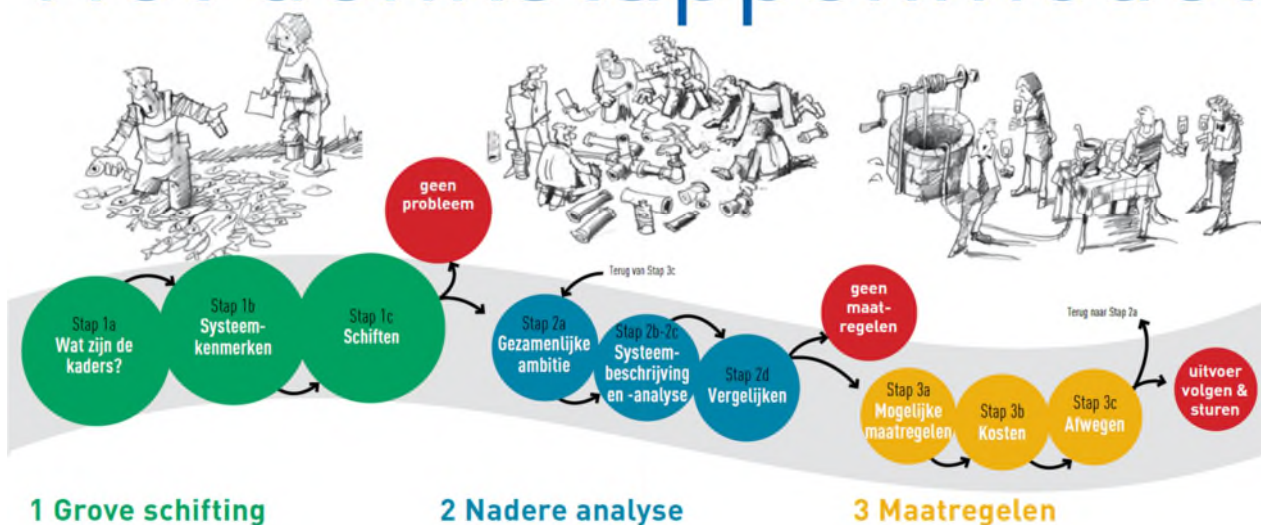 geen
probleem
Terug van Stap 3c
Stap 1a
Wat zijn de
kaders?
Stap 1b
Systeem-
kenmerken
Stap 1c
Schiften
Stap 2a
Gezamenlijke
ambitie
Stap 2b-2c
Systeem-
beschrijving
en -analyse
Stap 2d
Vergelijken
geen
maat-
regelen
Terug naar Stap 2a
Stap 3a
Mogelijke
maatregelen
Stap 3b
Kosten
Stap 3c
Afwegen
uitvoer
volgen &
sturen
1 Grove schifting
2 Nadere analyse
3 Maatregelen